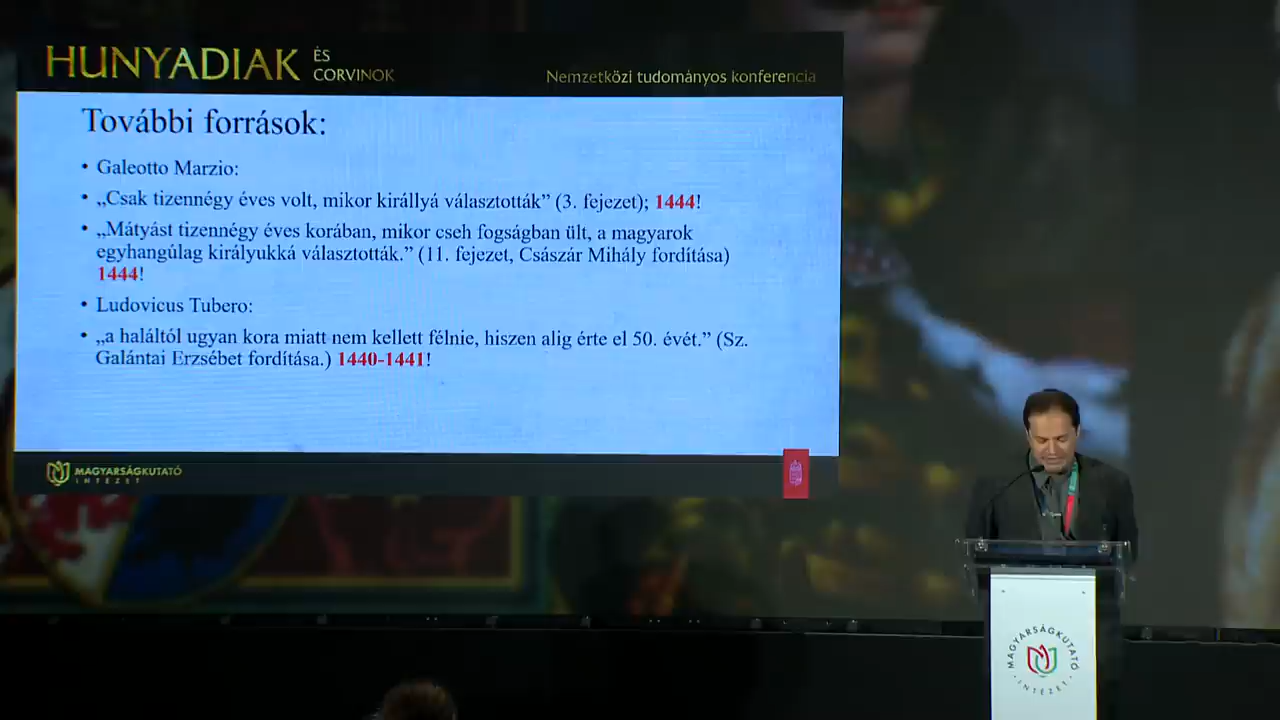 HUNYADIAK ÉS CORVINOK
Nemzetközi tudományos konferencia
További források:
• Galeotto Marzio:
• „Csak tizennégy éves volt, mikor királlyá választották” (3. fejezet); 1444!
• „Mátyást tizennégy éves korában, mikor cseh fogságban ült, a magyarok
egyhangúlag királyukká választották.” (11. fejezet, Császár Mihály fordítása)
1444!
• Ludovicus Tubero:
• „a haláltól ugyan kora miatt nem kellett félnie, hiszen alig érte el 50. évét.” (Sz.
Galántai Erzsébet fordítása.) 1440-1441!
MAGYARSÁGKUTATÓ
INTÉZET
MAGYARSÁGKUTATÓ
INTÉZET